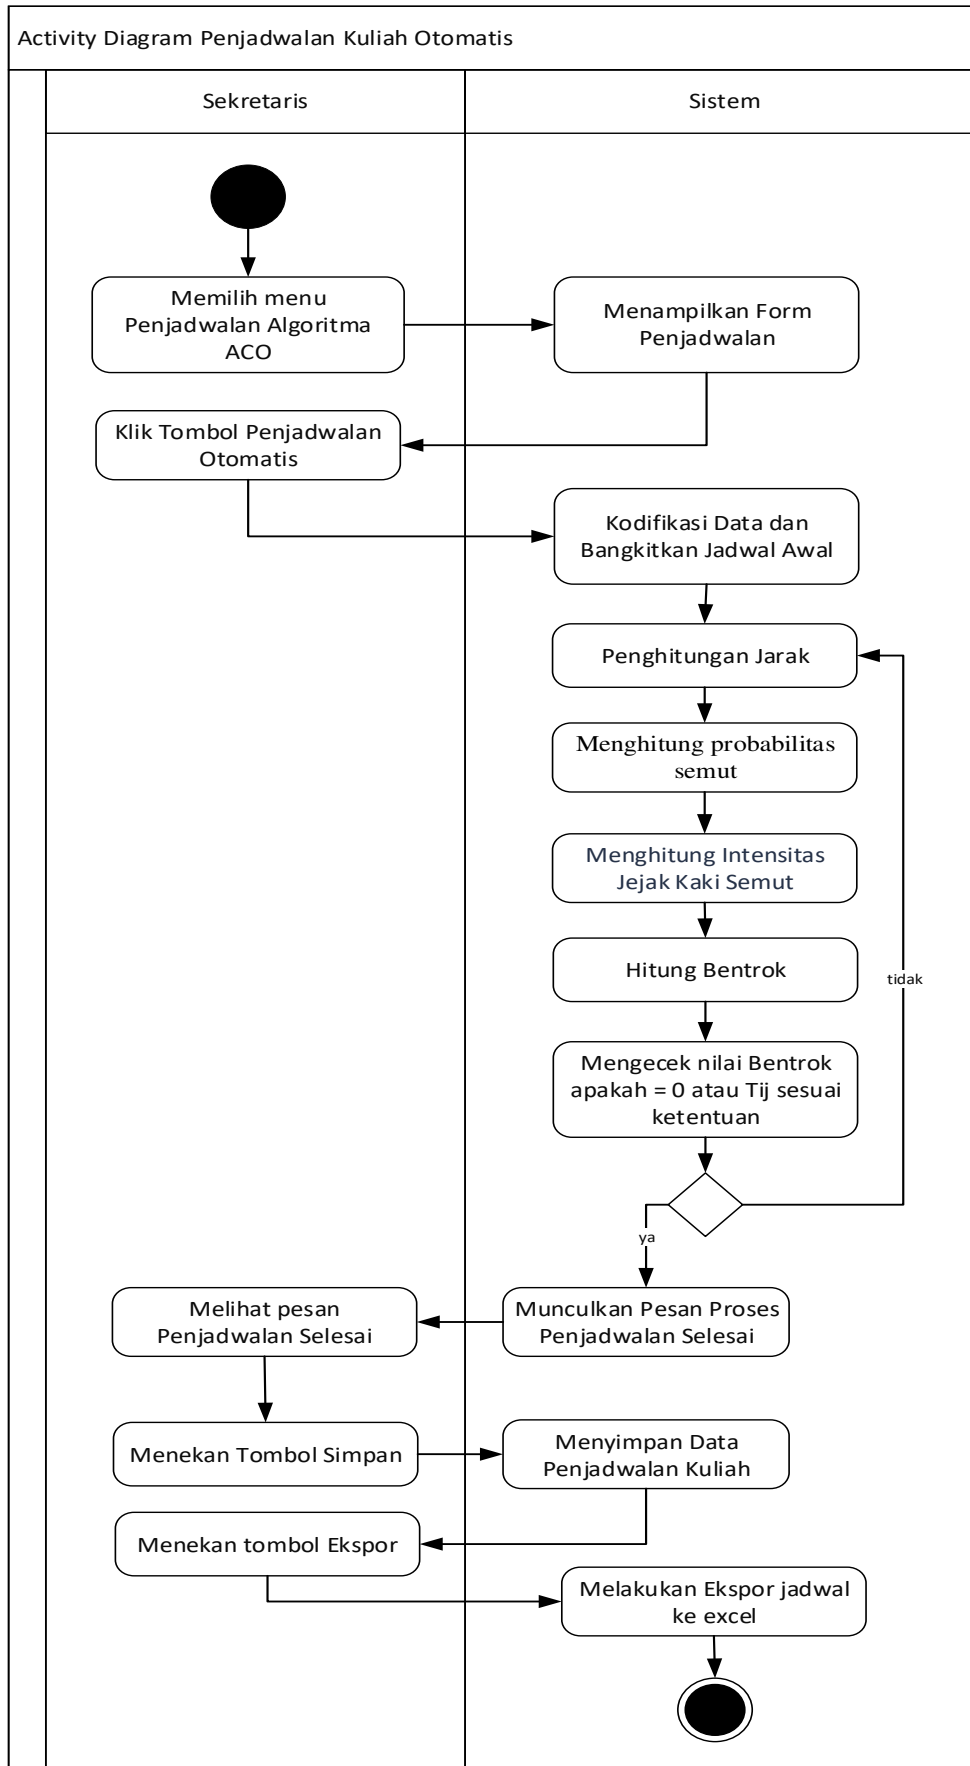 Activity Diagram Penjadwalan Kuliah Otomatis
Sekretaris
Sistem
Memilih menu
Penjadwalan Algoritma
ACO
Menampilkan Form
Penjadwalan
Klik Tombol Penjadwalan
Otomatis
Kodifikasi Data dan
Bangkitkan Jadwal Awal
Penghitungan Jarak
Menghitung probabilitas
semut
Menghitung Intensitas
Jejak Kaki Semut
Hitung Bentrok
tidak
Mengecek nilai Bentrok
apakah = 0 atau Tij sesuai
ketentuan
ya
Munculkan Pesan Proses
Penjadwalan Selesai
Melihat pesan
Penjadwalan Selesai
Menekan Tombol Simpan
Menyimpan Data
Penjadwalan Kuliah
Menekan tombol Ekspor
Melakukan Ekspor jadwal
ke excel